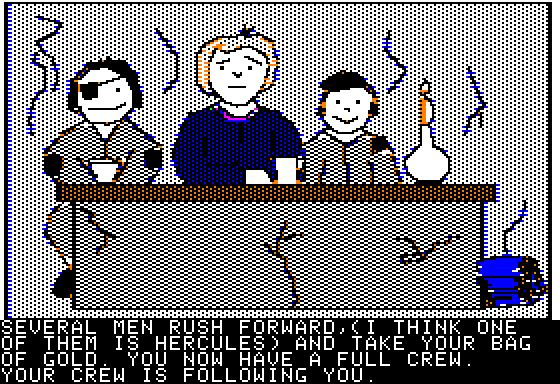 SEVERAL MEN RUSH FORWARD,(I THINK ONE
OF THEM IS HERCULES) AND TAKE YOUR BAG
OF GOLD. YOU NOW HAVE A FULL CREW.
YOUR CREW IS FOLLOWING YOU.